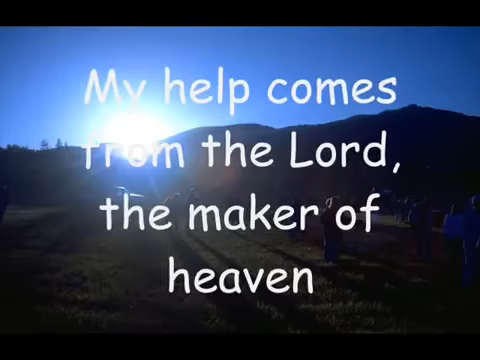 My help comes
from the Lord,
the maker of
heaven